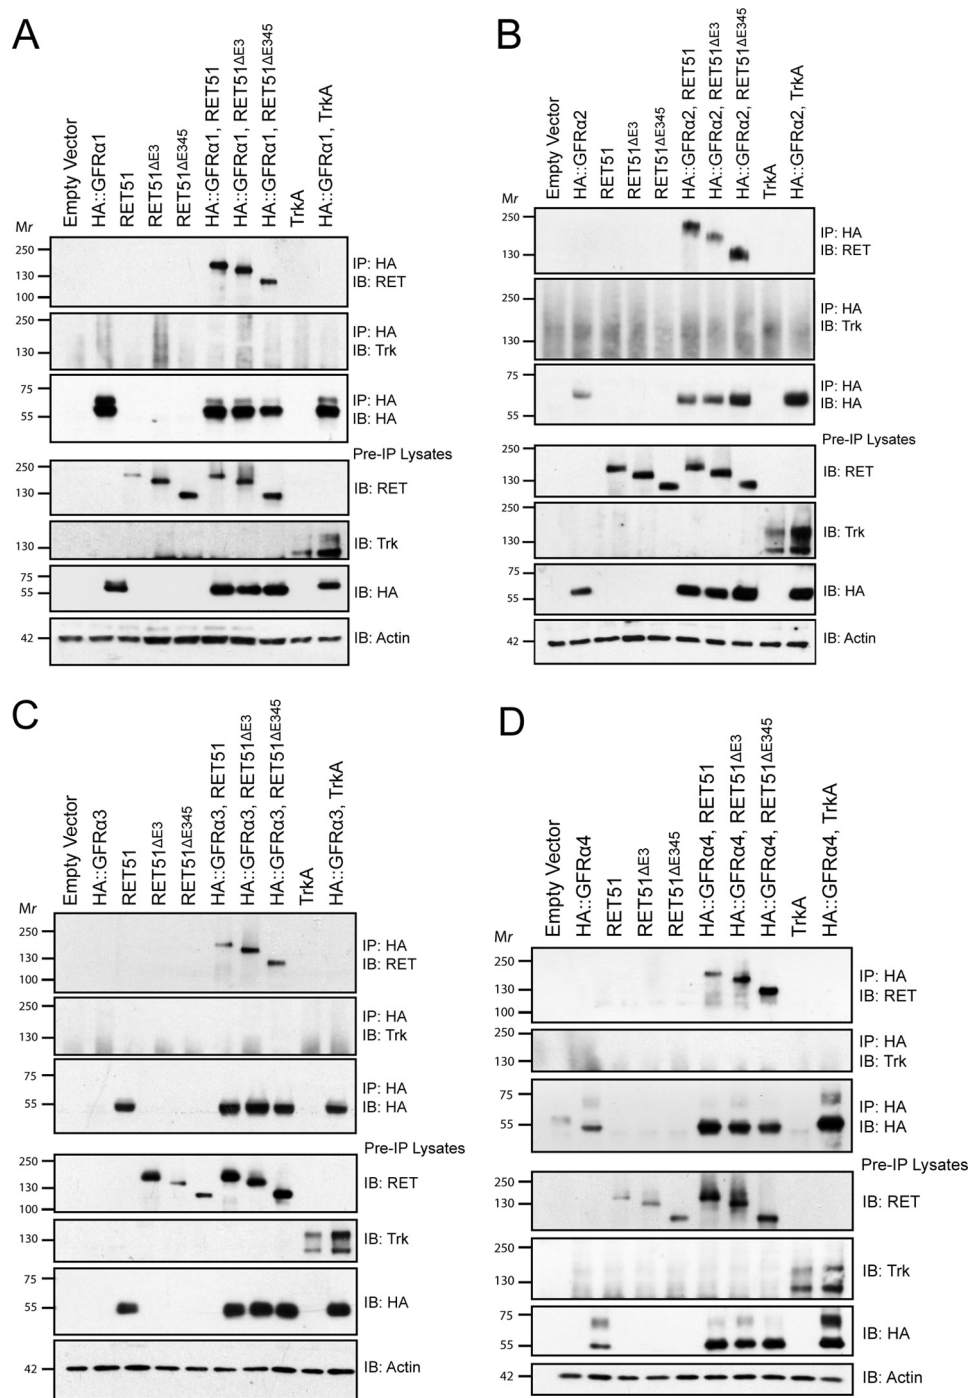 A
Empty Vector
HA::GFRα1
RET51
RET51ΔE3
RET51ΔE345
HA::GFRα1, RET51
HA::GFRα1, RET51ΔE3
HA::GFRα1, RET51ΔE345
TrkA
HA::GFRα1, TrkA
Mr
250
130
100
IP: HA
IB: RET
250
130
IP: HA
IB: Trk
75
55
IP: HA
IB: HA
Pre-IP Lysates
250
130
IB: RET
130
IB: Trk
75
55
IB: HA
42
IB: Actin
B
Empty Vector
HA::GFRα2
RET51
RET51ΔE3
RET51ΔE345
HA::GFRα2, RET51
HA::GFRα2, RET51ΔE3
HA::GFRα2, RET51ΔE345
TrkA
HA::GFRα2, TrkA
Mr
250
130
IP: HA
IB: RET
250
130
IP: HA
IB: Trk
75
55
IP: HA
IB: HA
Pre-IP Lysates
250
130
IB: RET
250
130
IB: Trk
75
55
IB: HA
42
IB: Actin
C
Empty Vector
HA::GFRα3
RET51
RET51ΔE3
RET51ΔE345
HA::GFRα3, RET51
HA::GFRα3, RET51ΔE3
HA::GFRα3, RET51ΔE345
TrkA
HA::GFRα3, TrkA
Mr
250
130
100
IP: HA
IB: RET
250
130
IP: HA
IB: Trk
75
55
IP: HA
IB: HA
Pre-IP Lysates
250
130
100
IB: RET
130
IB: Trk
75
55
IB: HA
42
IB: Actin
D
Empty Vector
HA::GFRα4
RET51
RET51ΔE3
RET51ΔE345
HA::GFRα4, RET51
HA::GFRα4, RET51ΔE3
HA::GFRα4, RET51ΔE345
TrkA
HA::GFRα4, TrkA
Mr
250
130
100
IP: HA
IB: RET
250
130
IP: HA
IB: Trk
75
55
IP: HA
IB: HA
Pre-IP Lysates
250
130
IB: RET
250
130
IB: Trk
75
55
IB: HA
42
IB: Actin